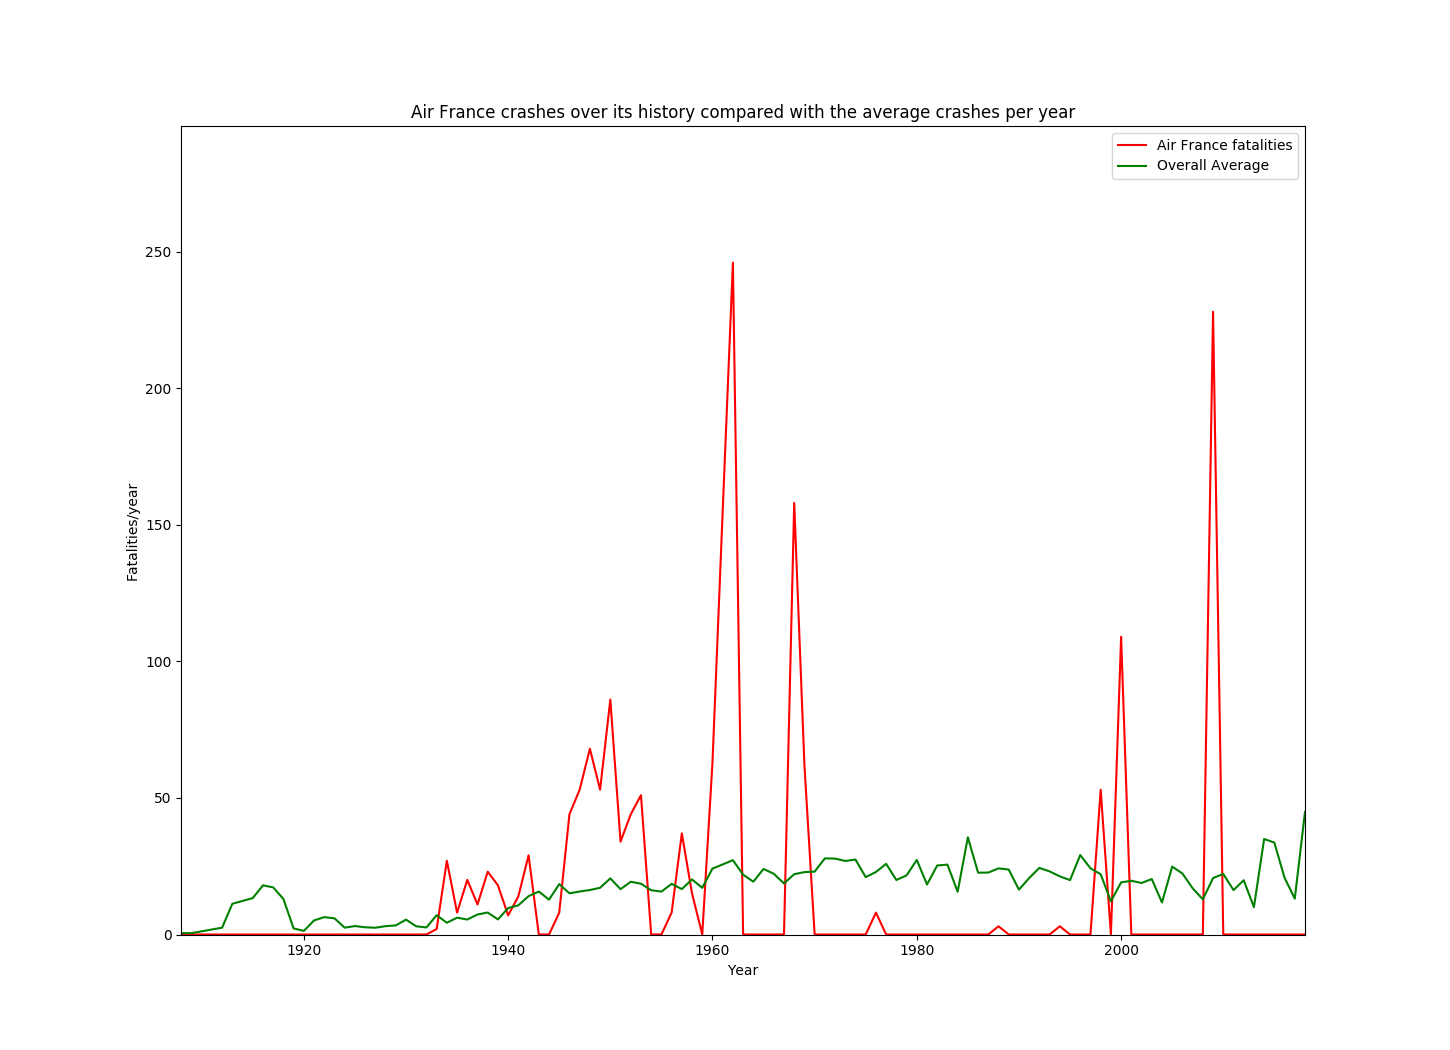 Air France crashes over its history compared with the average crashes per year
Air France fatalities
Overall Average
250
200
150
100
50
0
Fatalities/year
1920 1940 1960 1980 2000
Year